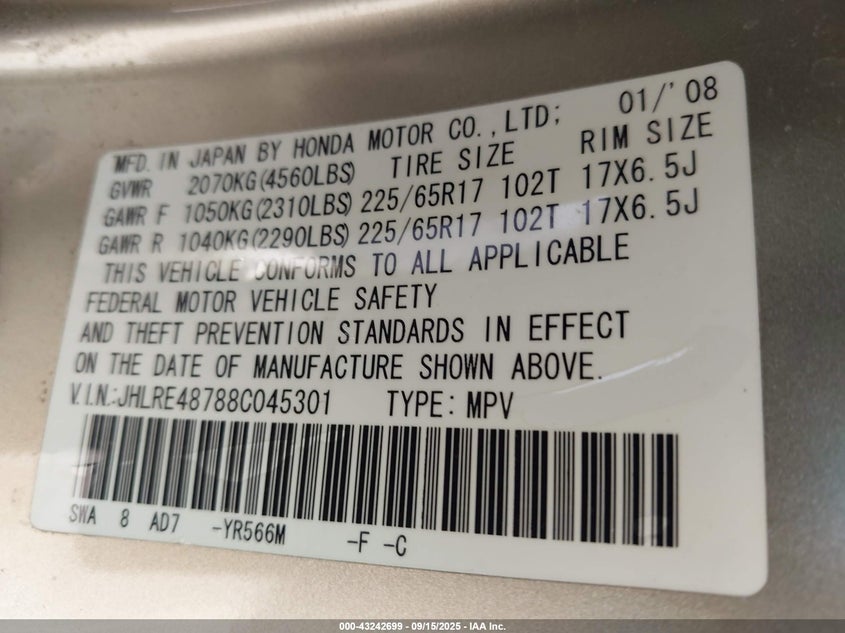 MFD. IN JAPAN BY HONDA MOTOR CO., LTD; 01/'08
GVWR 2070KG(4560LBS) TIRE SIZE RIM SIZE
GAWR F 1050KG(2310LBS) 225/65R17 102T 17X6.5J
GAWR R 1040KG(2290LBS) 225/65R17 102T 17X6.5J
THIS VEHICLE CONFORMS TO ALL APPLICABLE
FEDERAL MOTOR VEHICLE SAFETY
AND THEFT PREVENTION STANDARDS IN EFFECT
ON THE DATE OF MANUFACTURE SHOWN ABOVE.
V.I.N.:JHLRE48788C045301 TYPE: MPV
SWA 8 AD7 -YR566M -F -C
000-43242699 - 09/15/2025 - IAA Inc.